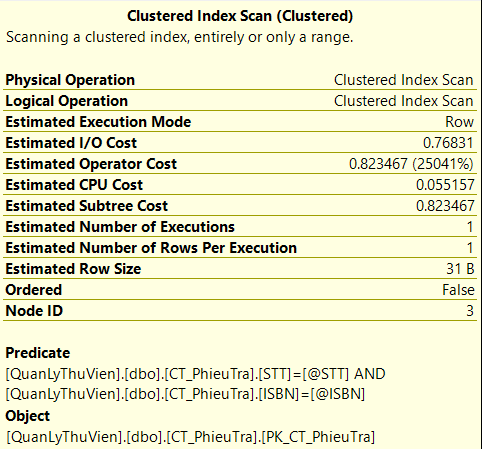 Clustered Index Scan (Clustered)
Scanning a clustered index, entirely or only a range.
Physical Operation Clustered Index Scan
Logical Operation Clustered Index Scan
Estimated Execution Mode Row
Estimated I/O Cost 0.76831
Estimated Operator Cost 0.823467 (25041%)
Estimated CPU Cost 0.055157
Estimated Subtree Cost 0.823467
Estimated Number of Executions 1
Estimated Number of Rows Per Execution 1
Estimated Row Size 31 B
Ordered False
Node ID 3
Predicate
[QuanLyThuVien].[dbo].[CT_PhieuTra].[STT]=[@STT] AND
[QuanLyThuVien].[dbo].[CT_PhieuTra].[ISBN]=[@ISBN]
Object
[QuanLyThuVien].[dbo].[CT_PhieuTra].[PK_CT_PhieuTra]